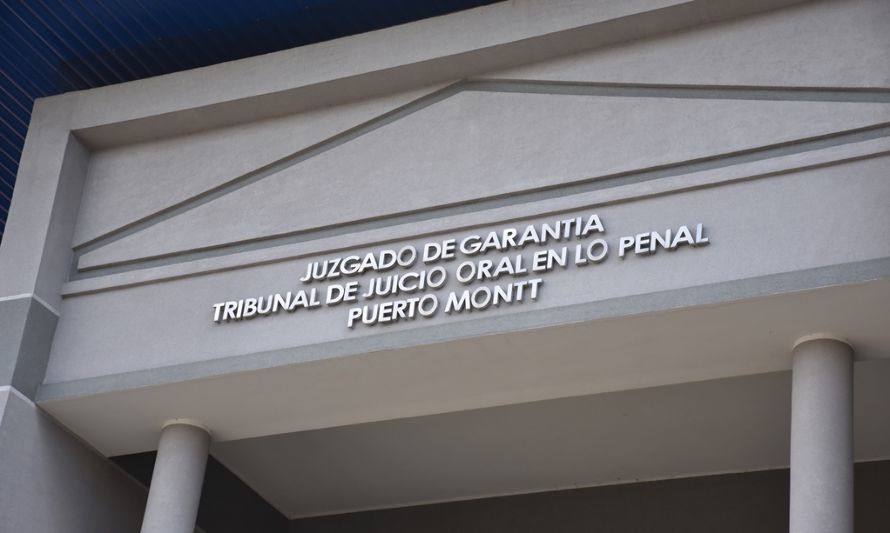 JUZGADO DE GARANTIA
TRIBUNAL DE JUICIO ORAL EN LO PENAL
PUERTO MONTT